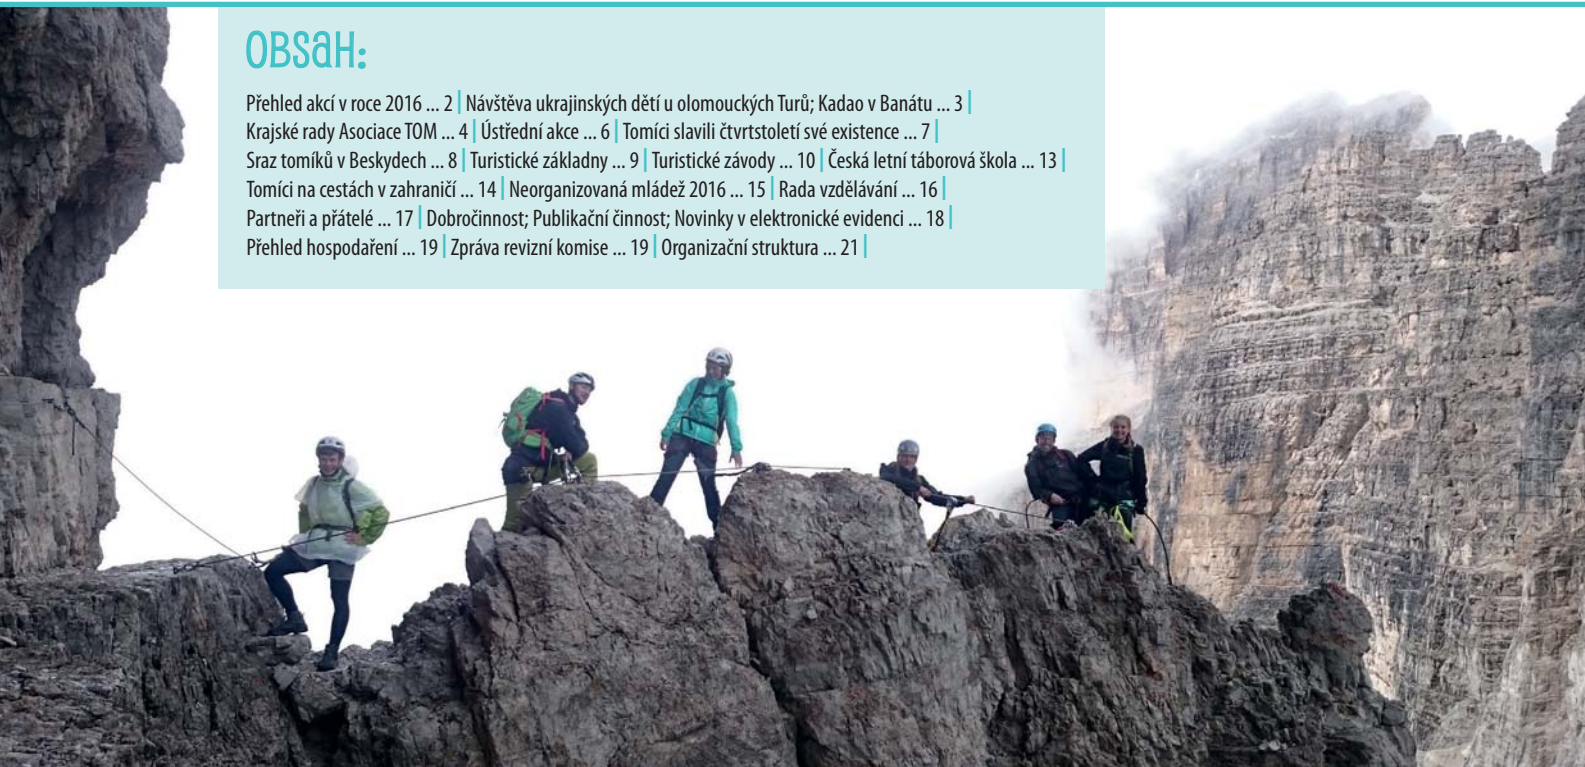 OBSAH:
Přehled akcí v roce 2016 ... 2 | Návštěva ukrajinských dětí u olomouckých Turů; Kadao v Banátu ... 3 |
Krajské rady Asociace TOM ... 4 | Ústřední akce ... 6 | Tomíci slavili čtvrtstoletí své existence ... 7 |
Sraz tomíků v Beskydech ... 8 | Turistické základny ... 9 | Turistické závody ... 10 | Česká letní táborová škola ... 13 |
Tomíci na cestách v zahraničí ... 14 | Neorganizovaná mládež 2016 ... 15 | Rada vzdělávání ... 16 |
Partneři a přátelé ... 17 | Dobročinnost; Publikační činnost; Novinky v elektronické evidenci ... 18 |
Přehled hospodaření ... 19 | Zpráva revizní komise ... 19 | Organizační struktura ... 21 |